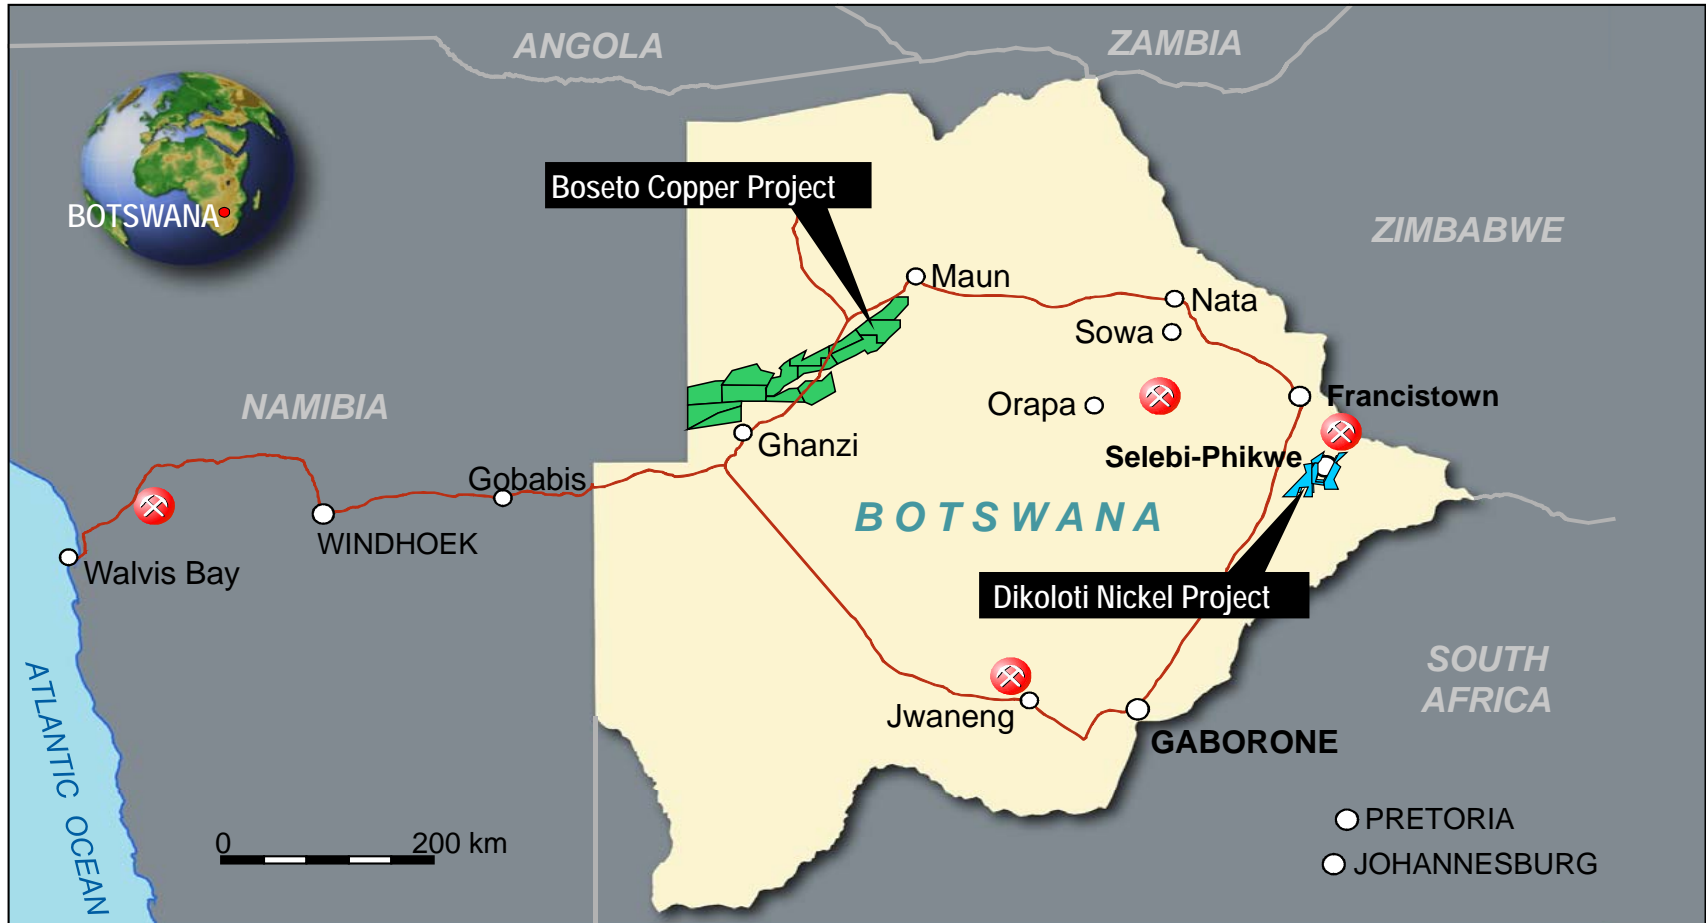 ANGOLA
ZAMBIA
Boseto Copper Project
BOTSWANA
ZIMBABWE
Maun
Nata
Sowa
NAMIBIA
Orapa
Francistown
Ghanzi
Selebi-Phikwe
Gobabis
BOTSWANA
WINDHOEK
Walvis Bay
Dikoloti Nickel Project
SOUTH
AFRICA
Jwaneng
GABORONE
ATLANTIC OCEAN
0 200 km
PRETORIA
JOHANNESBURG